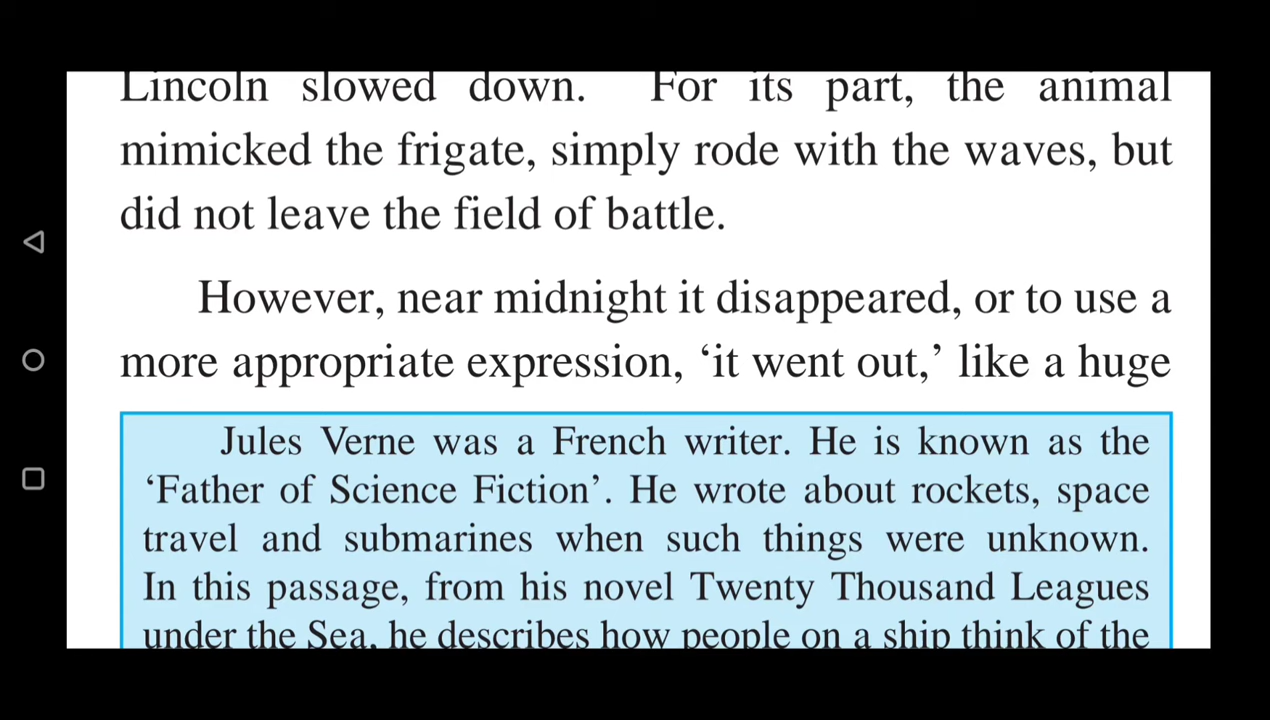 Lincoln slowed down. For its part, the animal
mimicked the frigate, simply rode with the waves, but
did not leave the field of battle.
However, near midnight it disappeared, or to use a
more appropriate expression, ‘it went out,’ like a huge
Jules Verne was a French writer. He is known as the
‘Father of Science Fiction’. He wrote about rockets, space
travel and submarines when such things were unknown.
In this passage, from his novel Twenty Thousand Leagues
under the Sea, he describes how people on a ship think of the